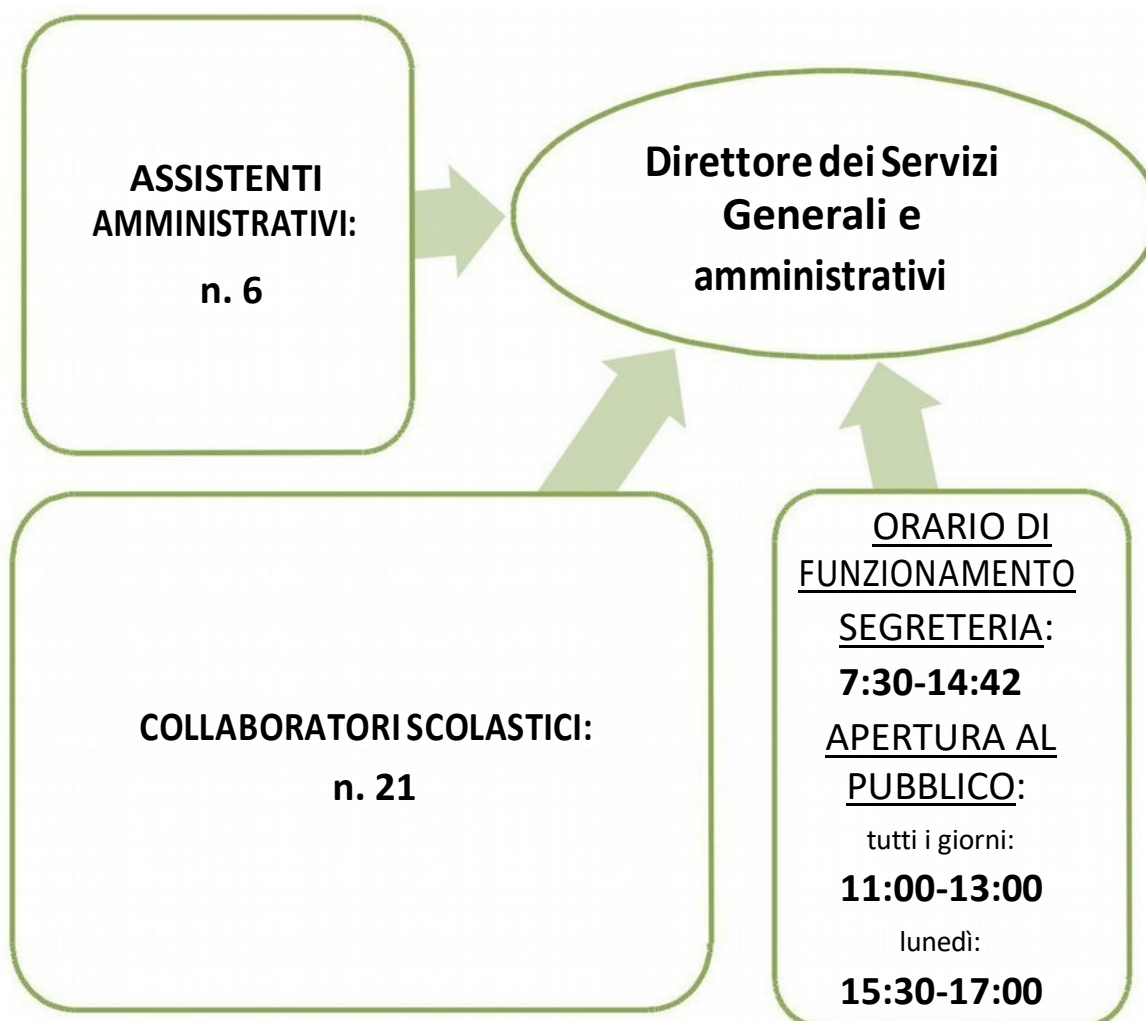 ASSISTENTI
AMMINISTRATIVI:
n. 6
Direttore dei Servizi
Generali e
amministrativi
COLLABORATORI SCOLASTICI:
n. 21
ORARIO DI
FUNZIONAMENTO
SEGRETERIA:
7:30-14:42
APERTURA AL
PUBBLICO:
tutti i giorni:
11:00-13:00
lunedì:
15:30-17:00